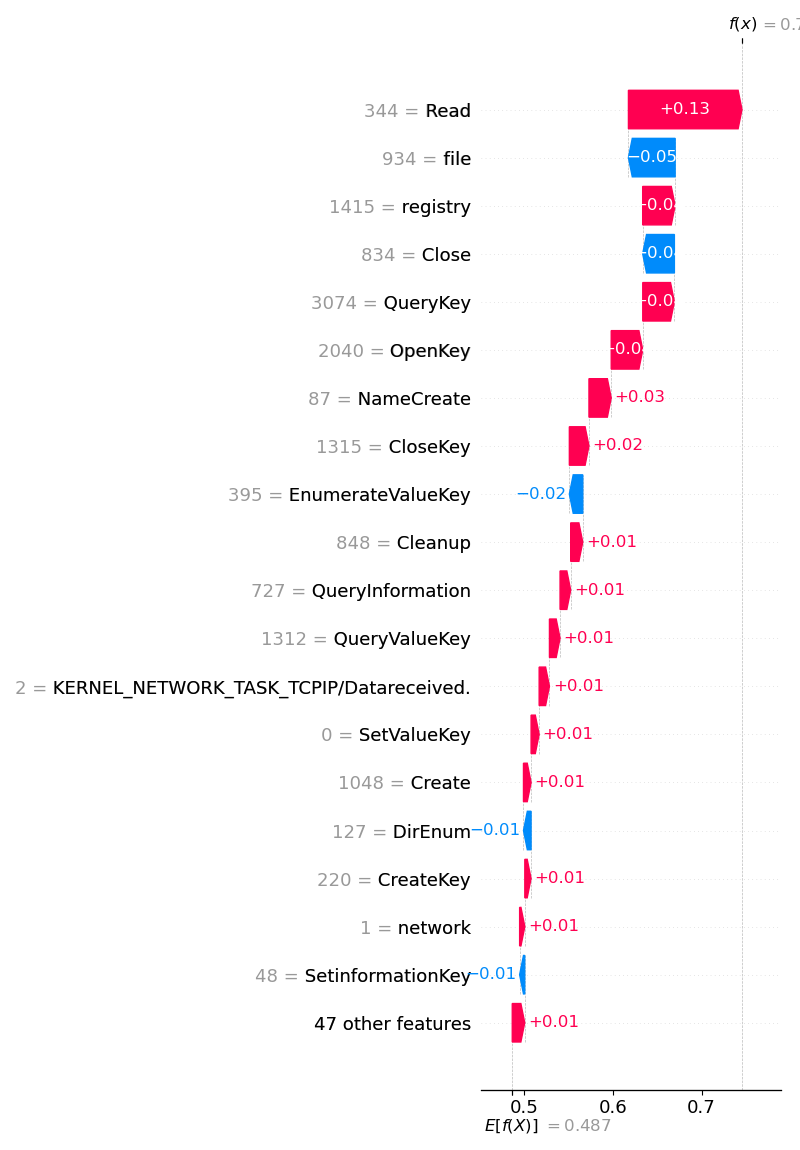 f(x) = 0.7
+0.13
344 = Read
−0.05
934 = file
1415 = registry
834 = Close
3074 = QueryKey
2040 = OpenKey
87 = NameCreate +0.03
1315 = CloseKey +0.02
395 = EnumerateValueKey −0.02
848 = Cleanup +0.01
727 = QueryInformation +0.01
1312 = QueryValueKey +0.01
2 = KERNEL_NETWORK_TASK_TCPIP/Datareceived. +0.01
0 = SetValueKey +0.01
1048 = Create +0.01
127 = DirEnum −0.01
220 = CreateKey +0.01
1 = network +0.01
48 = SetinformationKey −0.01
47 other features +0.01
0.5 0.6 0.7
E[f(X)] = 0.487